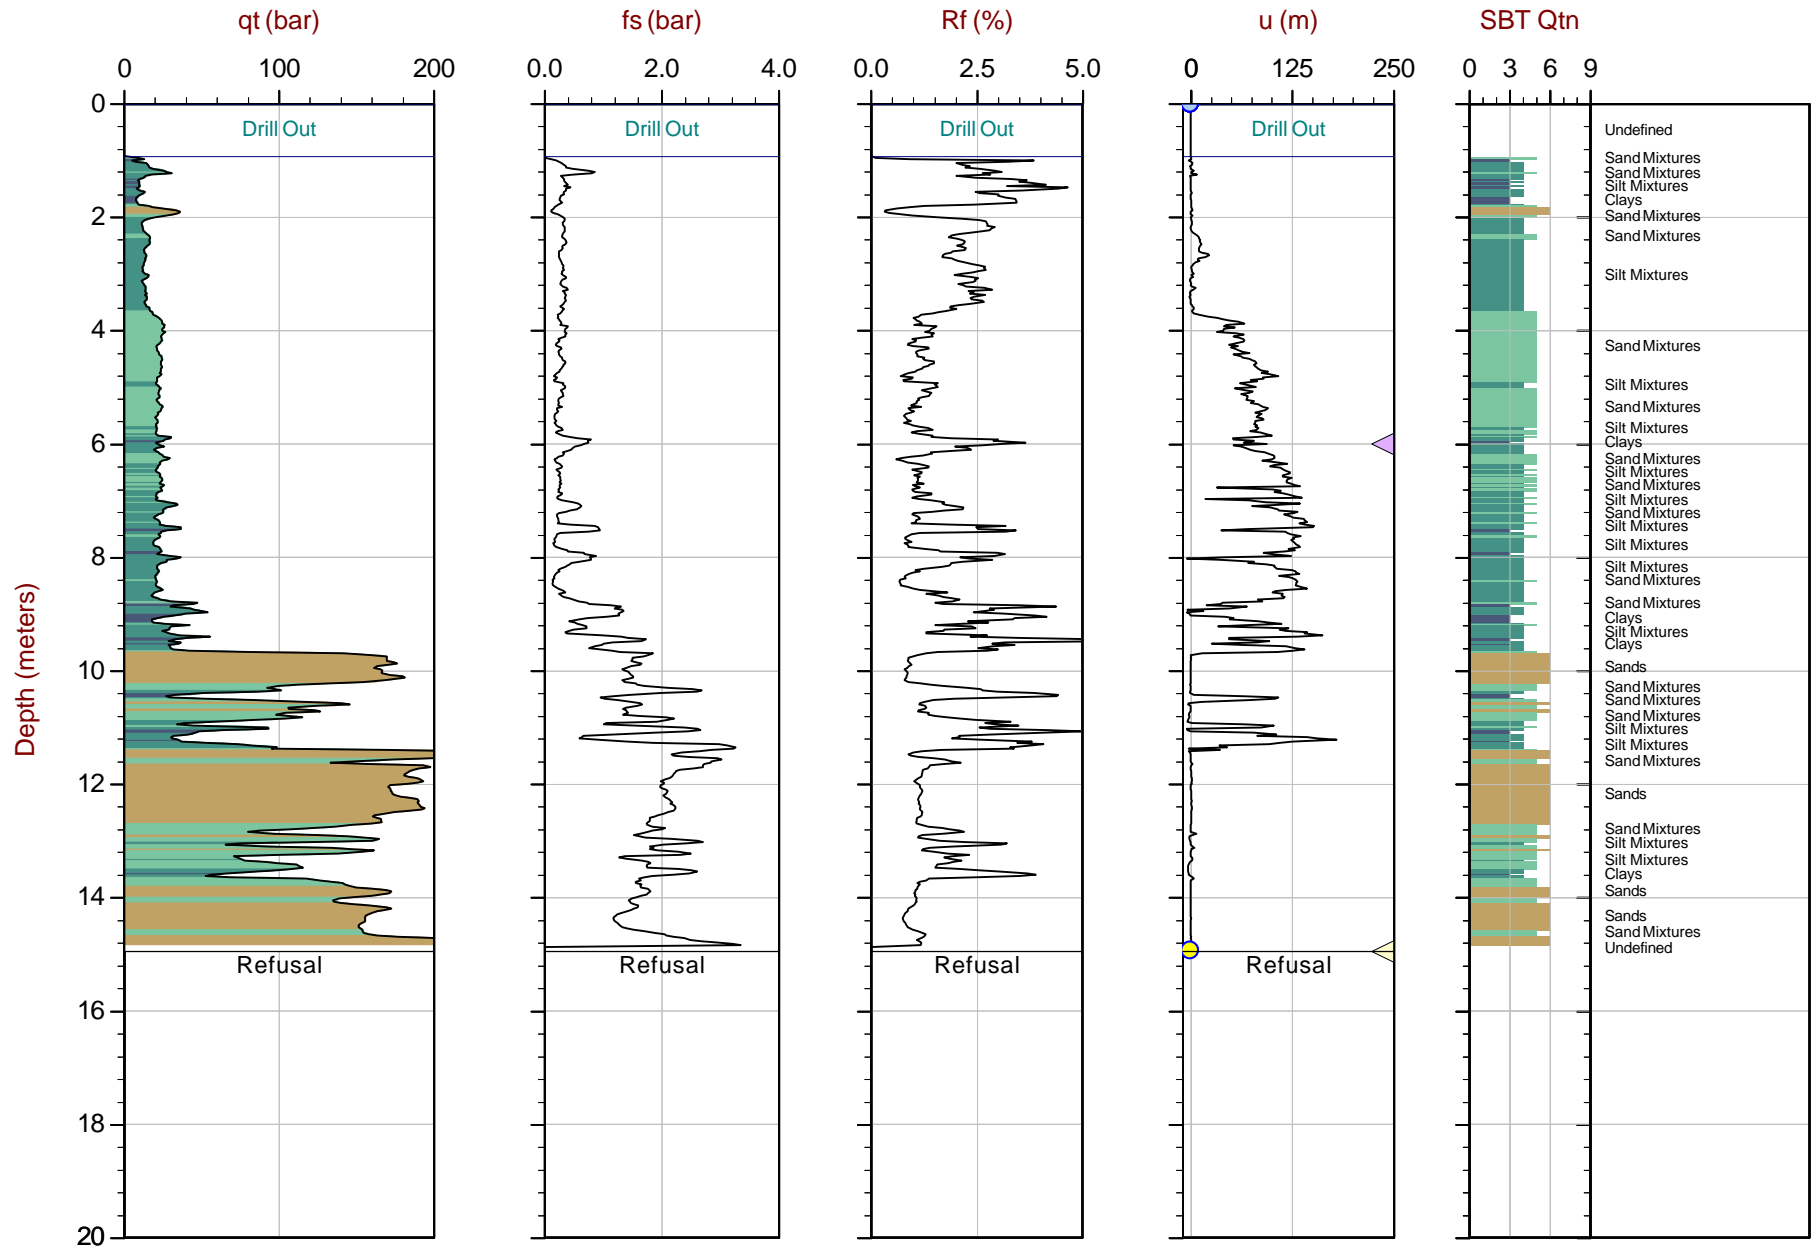 qt (bar) fs (bar) Rf (%) u (m) SBT Qtn
0 100 200 0.0 2.0 4.0 0.0 2.5 5.0 0 125 250 0 3 6 9
0
Drill Out Drill Out Drill Out Drill Out Undefined
Sand Mixtures
Sand Mixtures
Silt Mixtures
Clays
2 Sand Mixtures
Sand Mixtures
Silt Mixtures
4
Sand Mixtures
Silt Mixtures
Sand Mixtures
Silt Mixtures
6 Clays
Sand Mixtures
Silt Mixtures
Sand Mixtures
Silt Mixtures
Sand Mixtures
Silt Mixtures
Silt Mixtures
8
Silt Mixtures
Sand Mixtures
Sand Mixtures
Clays
Silt Mixtures
Clays
10 Sands
Sand Mixtures
Sand Mixtures
Sand Mixtures
Silt Mixtures
Silt Mixtures
Sand Mixtures
12
Sands
Sand Mixtures
Silt Mixtures
Silt Mixtures
Clays
14 Sands
Sands
Sand Mixtures
Undefined
Refusal Refusal Refusal Refusal
16
18
20
Depth (meters)